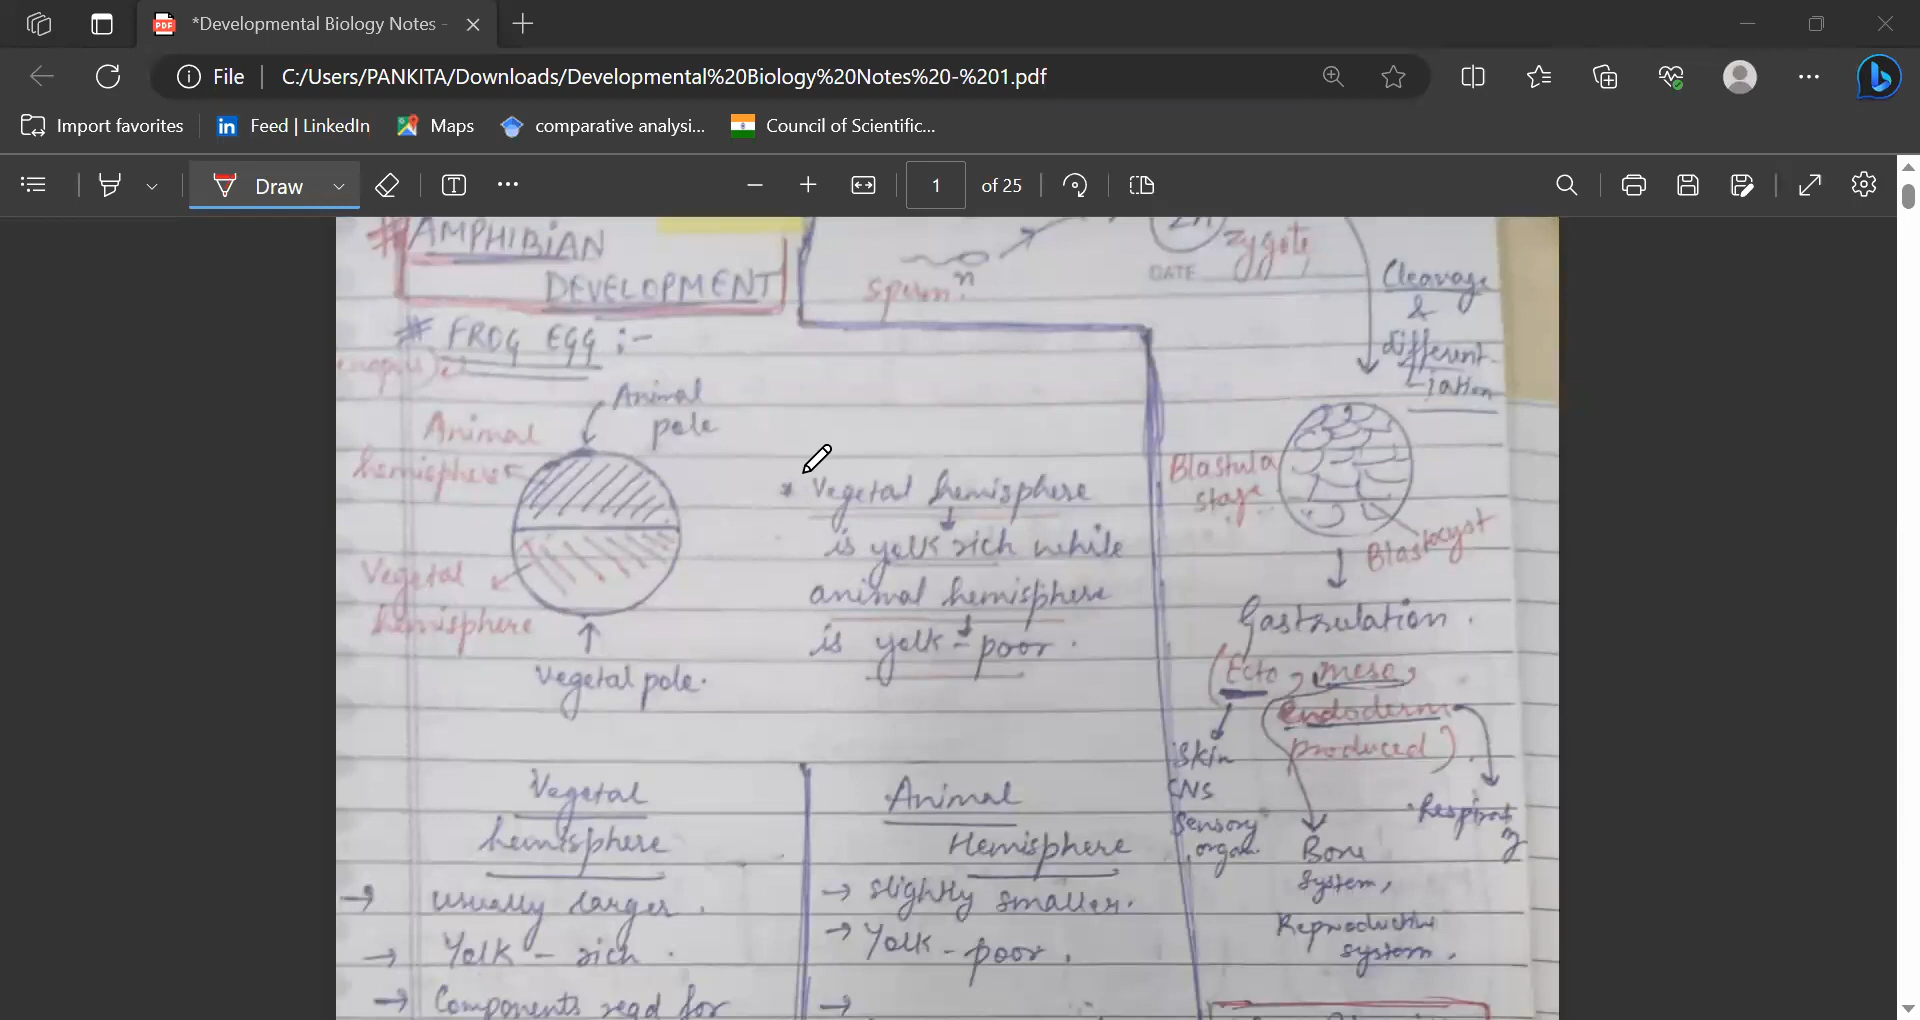 *Developmental Biology Notes -
File
C:/Users/PANKITA/Downloads/Developmental%20Biology%20Notes%20-%201.pdf
Import favorites
Feed | LinkedIn
Maps
comparative analysi...
Council of Scientific...
Draw
1
of 25
# AMPHIBIAN
DEVELOPMENT
# FROG EGG :-
Animal
pole
Animal
hemisphere
Vegetal
hemisphere
Vegetal pole.
* Vegetal hemisphere
is yolk rich while
animal hemisphere
is yolk - poor.
sperm
n
2n
zygote
DATE
Cleavage
&
different-
iation
Blastula
stage
Blastocyst
Gastrulation.
(Ecto, meso,
endoderm
produced).
Skin
CNS
Sensory
organ.
Bone
system,
Reproductive
system.
Vegetal
hemisphere
→ usually larger.
→ Yolk - rich.
→ Components read for
Animal
Hemisphere
→ slightly smaller.
→ Yolk - poor.
→